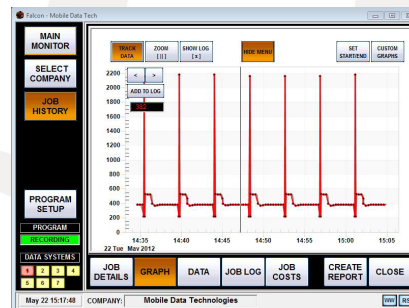 Falcon - Mobile Data Tech
MAIN MONITOR
SELECT COMPANY
JOB HISTORY
PROGRAM SETUP
PROGRAM
RECORDING
DATA SYSTEMS
1 2 3 4
5 6 7
TRACK DATA
ZOOM [ | | ]
SHOW LOG [ x ]
HIDE MENU
SET START/END
CUSTOM GRAPHS
< >
ADD TO LOG
382
2200
2000
1800
1600
1400
1200
1000
800
600
400
200
0
14:35 14:40 14:45 14:50 14:55 15:00 15:05
22 Tue May 2012
JOB DETAILS
GRAPH
DATA
JOB LOG
JOB COSTS
CREATE REPORT
CLOSE
May 22 15:17:48 COMPANY: Mobile Data Technologies